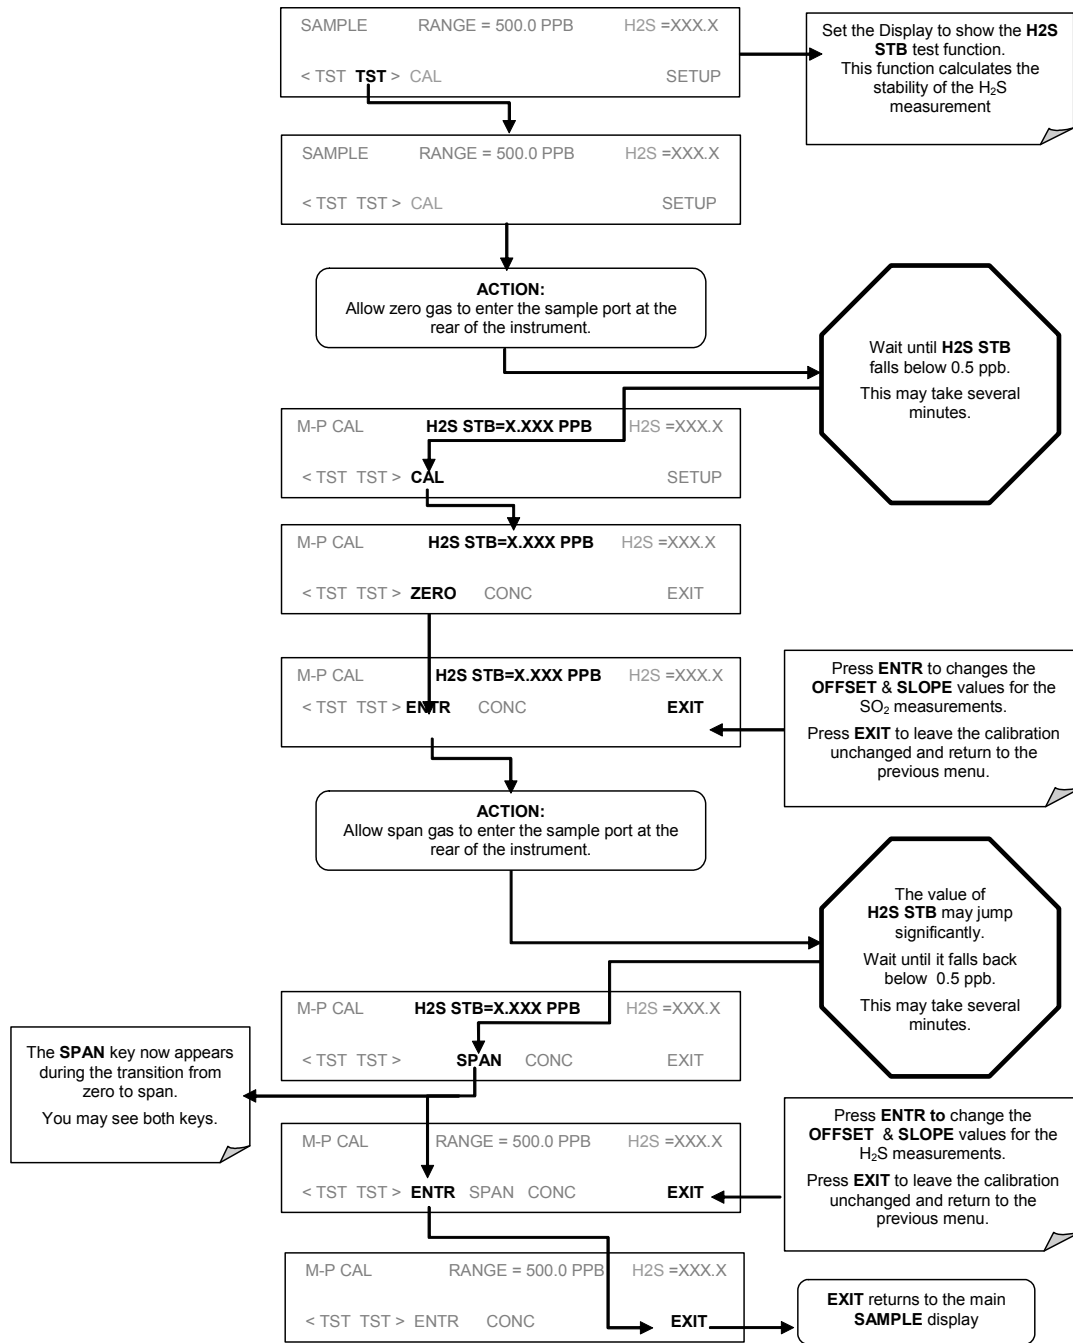 SAMPLE RANGE = 500.0 PPB H2S =XXX.X
< TST TST > CAL SETUP
Set the Display to show the H2S
STB test function.
This function calculates the
stability of the H2S
measurement
SAMPLE RANGE = 500.0 PPB H2S =XXX.X
< TST TST > CAL SETUP
ACTION:
Allow zero gas to enter the sample port at the
rear of the instrument.
Wait until H2S STB
falls below 0.5 ppb.
This may take several
minutes.
M-P CAL H2S STB=X.XXX PPB H2S =XXX.X
< TST TST > CAL SETUP
M-P CAL H2S STB=X.XXX PPB H2S =XXX.X
< TST TST > ZERO CONC EXIT
M-P CAL H2S STB=X.XXX PPB H2S =XXX.X
< TST TST > ENTR CONC EXIT
Press ENTR to changes the
OFFSET & SLOPE values for the
SO2 measurements.
Press EXIT to leave the calibration
unchanged and return to the
previous menu.
ACTION:
Allow span gas to enter the sample port at the
rear of the instrument.
The value of
H2S STB may jump
significantly.
Wait until it falls back
below 0.5 ppb.
This may take several
minutes.
M-P CAL H2S STB=X.XXX PPB H2S =XXX.X
< TST TST > SPAN CONC EXIT
The SPAN key now appears
during the transition from
zero to span.
You may see both keys.
M-P CAL RANGE = 500.0 PPB H2S =XXX.X
< TST TST > ENTR SPAN CONC EXIT
Press ENTR to change the
OFFSET & SLOPE values for the
H2S measurements.
Press EXIT to leave the calibration
unchanged and return to the
previous menu.
M-P CAL RANGE = 500.0 PPB H2S =XXX.X
< TST TST > ENTR CONC EXIT
EXIT returns to the main
SAMPLE display